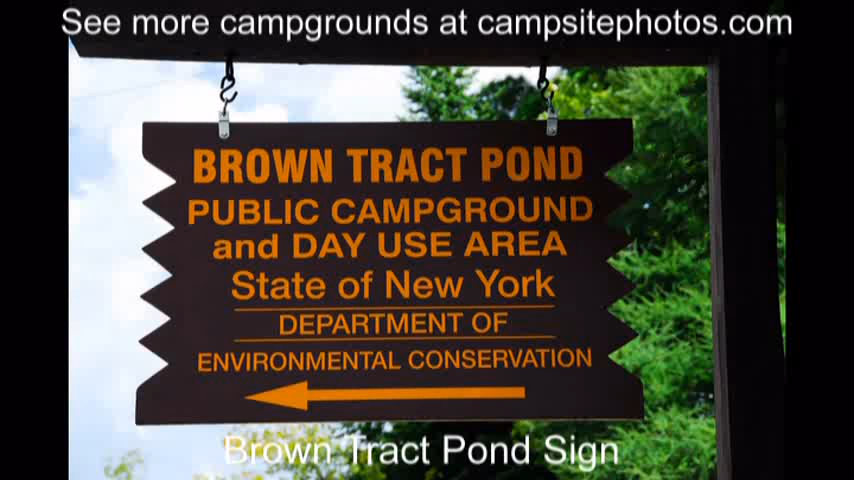 See more campgrounds at campsitephotos.com
BROWN TRACT POND
PUBLIC CAMPGROUND
and DAY USE AREA
State of New York
DEPARTMENT OF
ENVIRONMENTAL CONSERVATION
Brown Tract Pond Sign